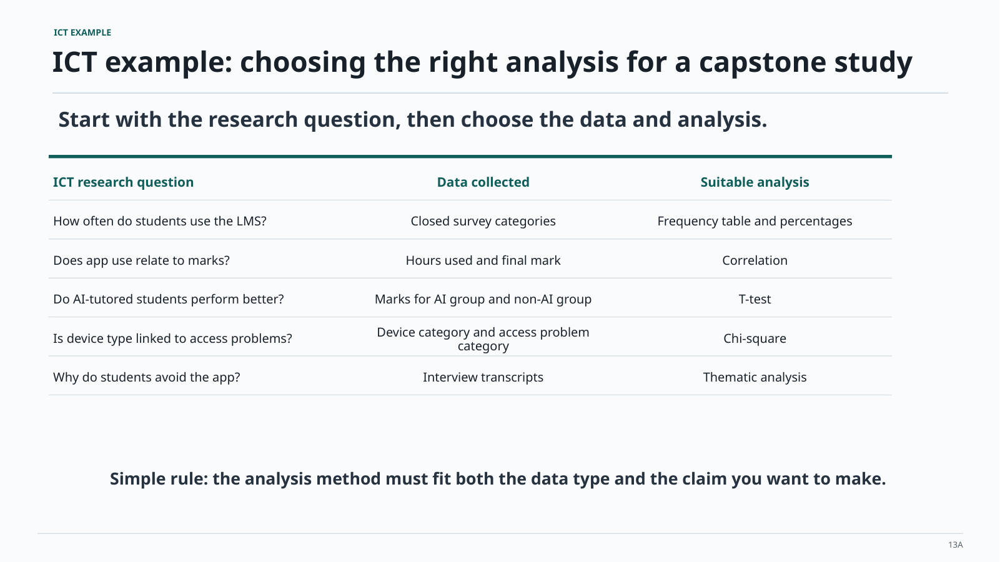 ICT EXAMPLE
ICT example: choosing the right analysis for a capstone study
Start with the research question, then choose the data and analysis.
ICT research question Data collected Suitable analysis
How often do students use the LMS? Closed survey categories Frequency table and percentages
Does app use relate to marks? Hours used and final mark Correlation
Do AI-tutored students perform better? Marks for AI group and non-AI group T-test
Is device type linked to access problems? Device category and access problem category Chi-square
Why do students avoid the app? Interview transcripts Thematic analysis
Simple rule: the analysis method must fit both the data type and the claim you want to make.
13A